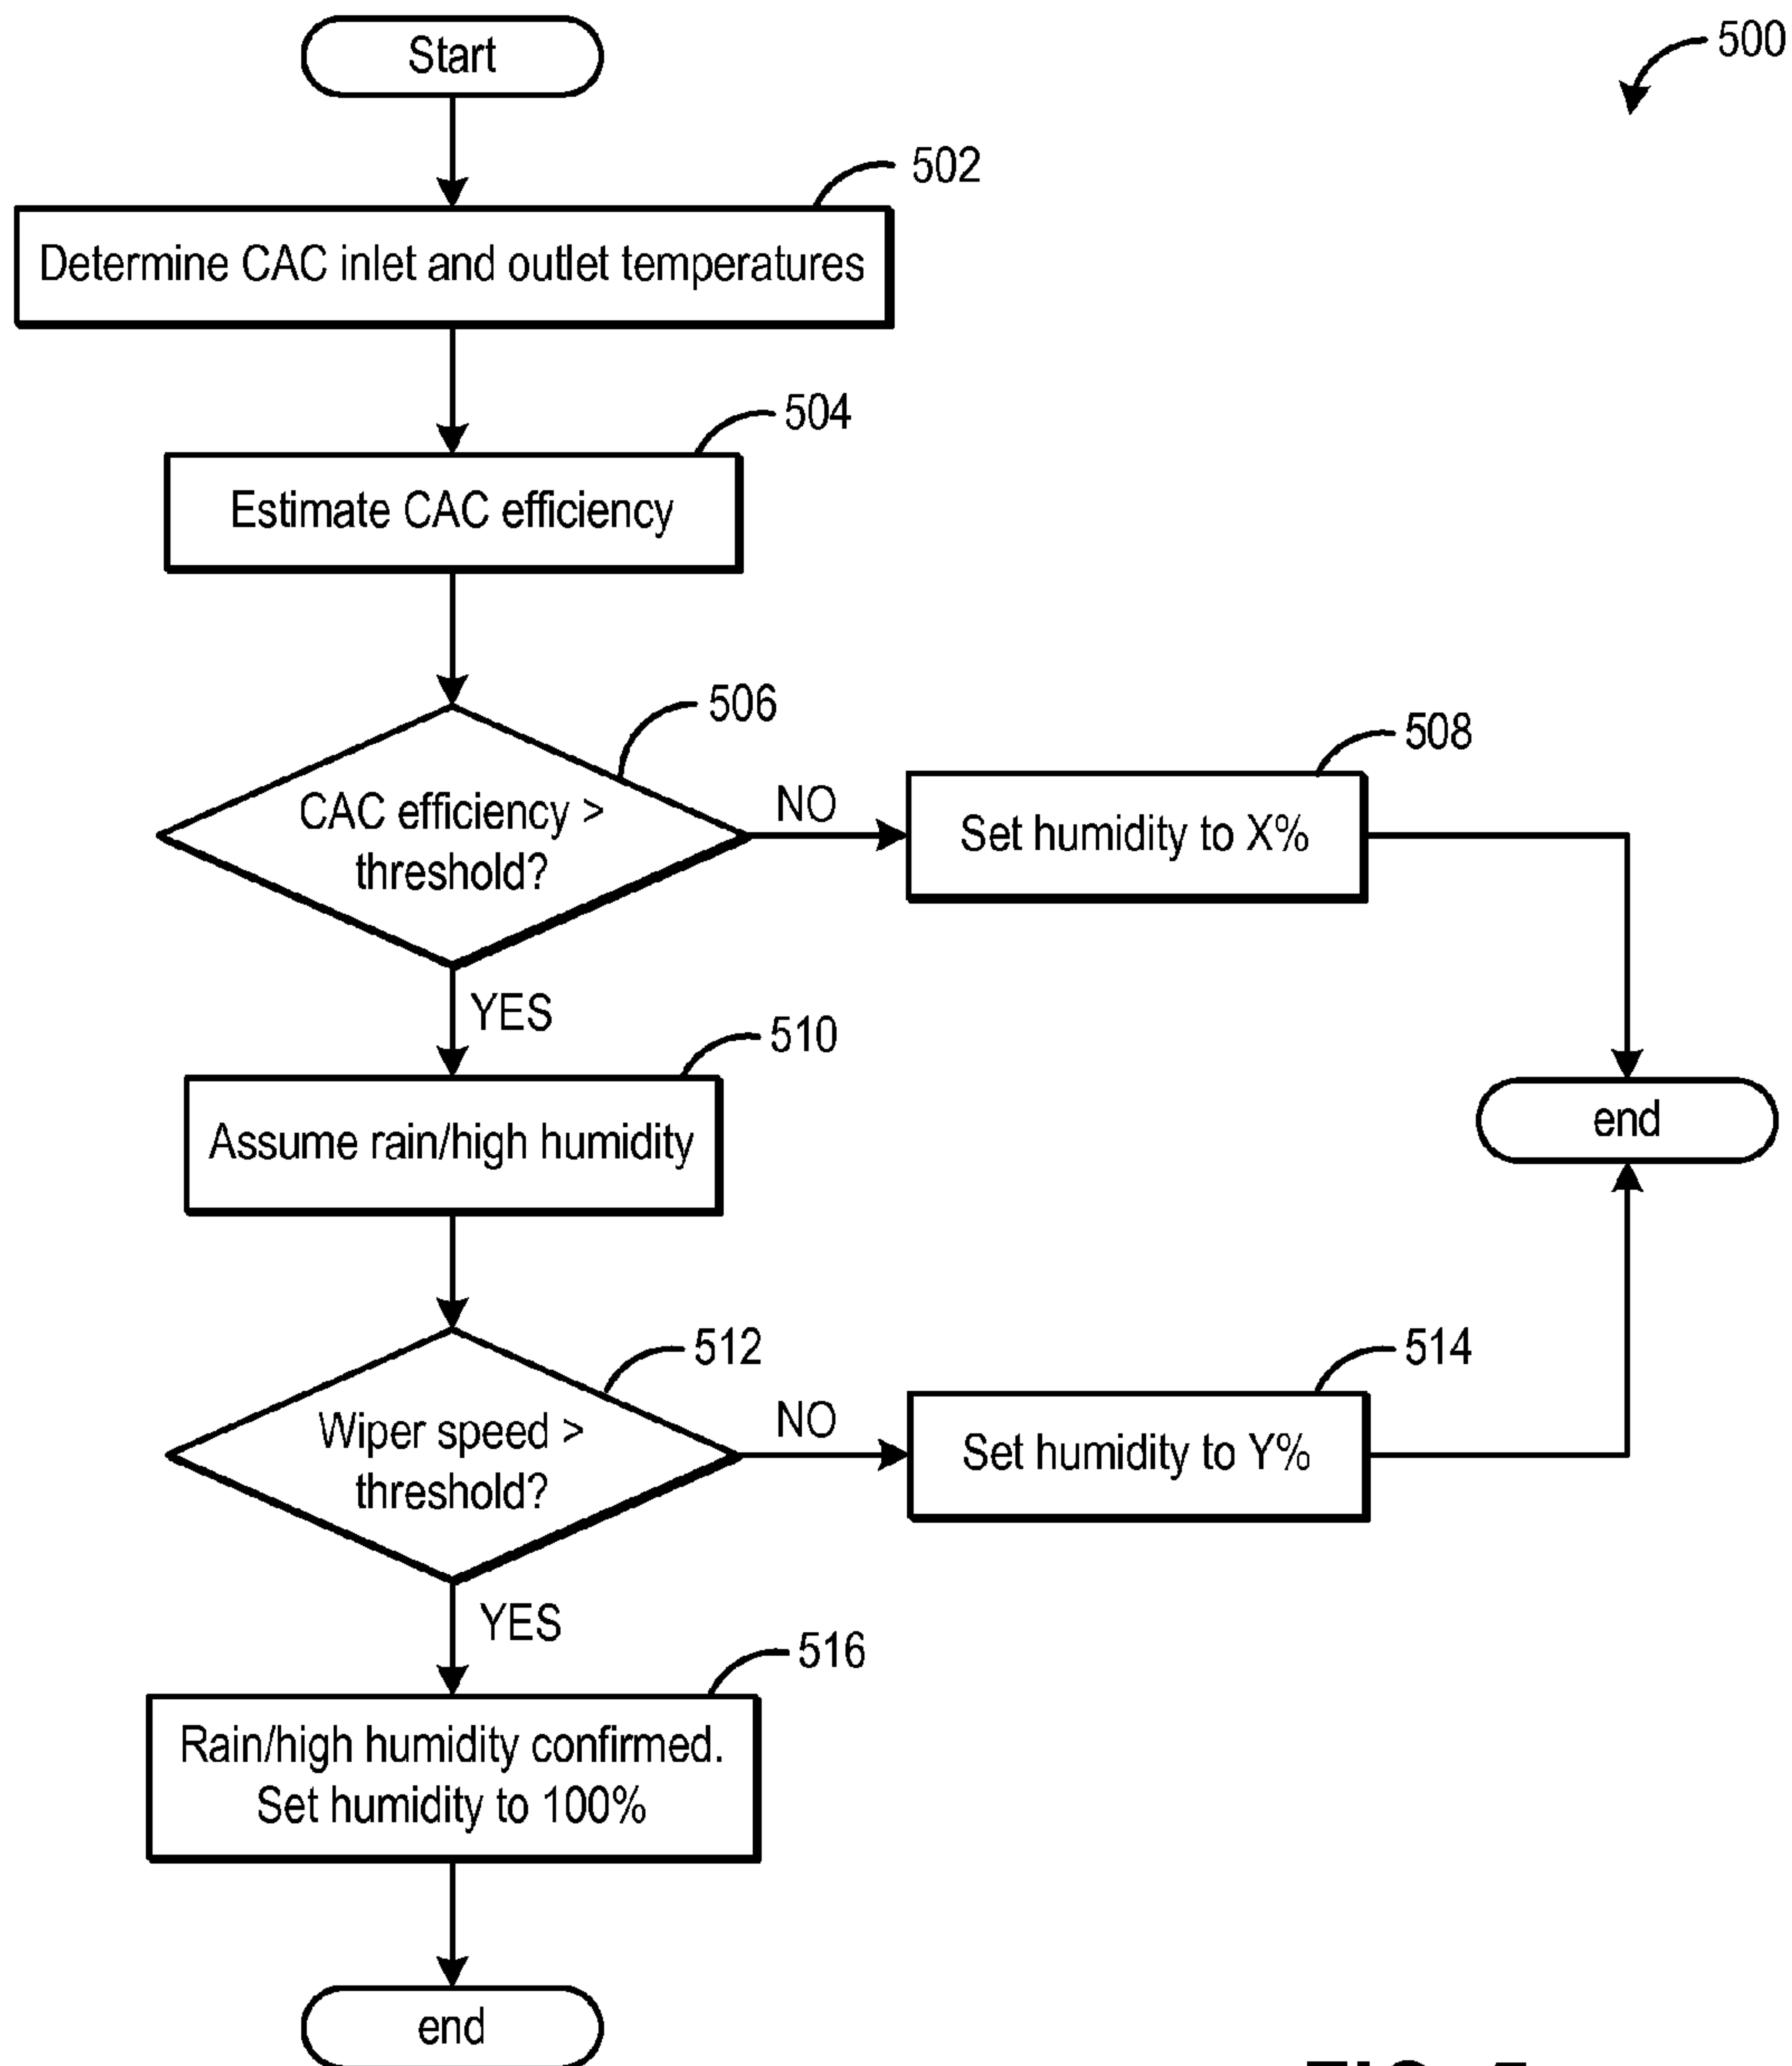 Start
500
502
Determine CAC inlet and outlet temperatures
504
Estimate CAC efficiency
506
CAC efficiency >
threshold?
NO
508
Set humidity to X%
YES
510
Assume rain/high humidity
end
512
Wiper speed >
threshold?
NO
514
Set humidity to Y%
YES
516
Rain/high humidity confirmed.
Set humidity to 100%
end